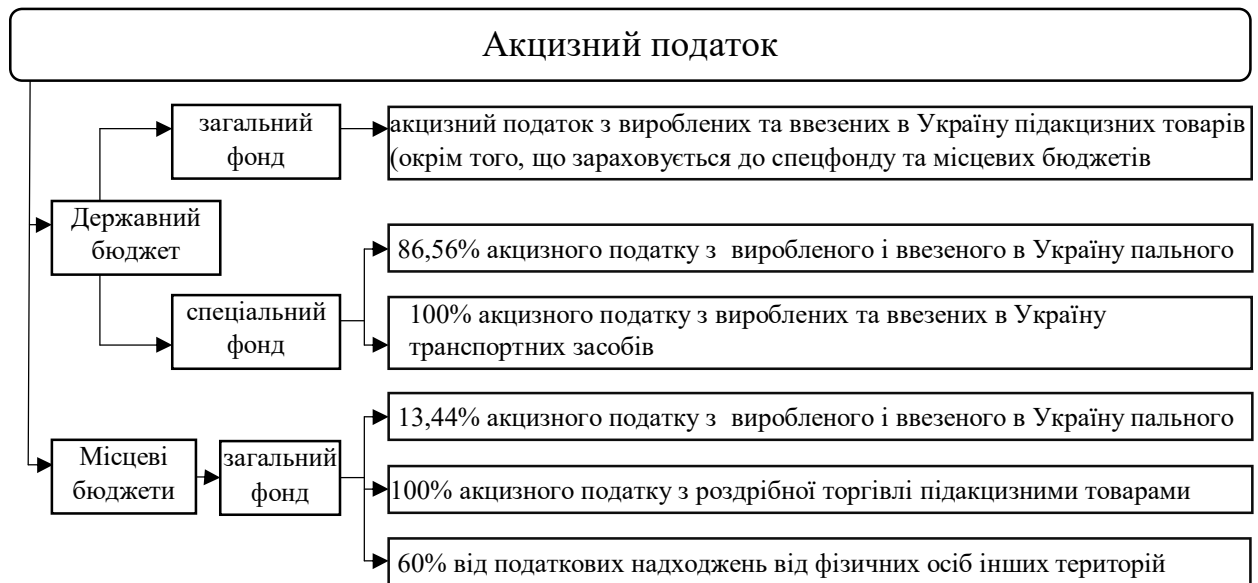 Акцизний податок
загальний
фонд
акцизний податок з вироблених та ввезених в Україну підакцизних товарів
(окрім того, що зараховується до спецфонду та місцевих бюджетів
Державний
бюджет
86,56% акцизного податку з виробленого і ввезеного в Україну пального
спеціальний
фонд
100% акцизного податку з вироблених та ввезених в Україну
транспортних засобів
13,44% акцизного податку з виробленого і ввезеного в Україну пального
Місцеві
бюджети
загальний
фонд
100% акцизного податку з роздрібної торгівлі підакцизними товарами
60% від податкових надходжень від фізичних осіб інших територій